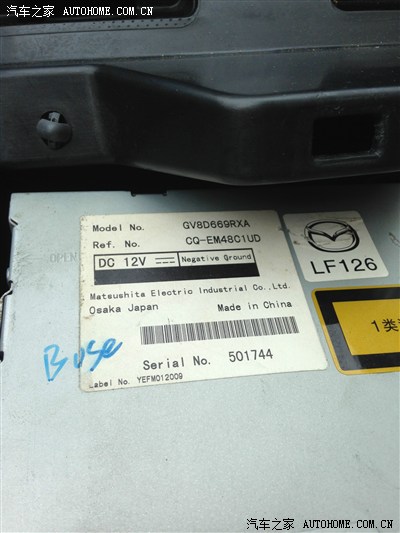 汽车之家 AUTOHOME.COM.CN
OPEN
Model No. GV8D669RXA
Ref. No. CQ-EM48C1UD
DC 12V Negative Ground
Matsushita Electric Industrial Co.,Ltd.
Osaka Japan Made in China
Serial No. 501744
Label No. YEFM012009
LF126
1类
Bose
汽车之家 AUTOHOME.COM.CN